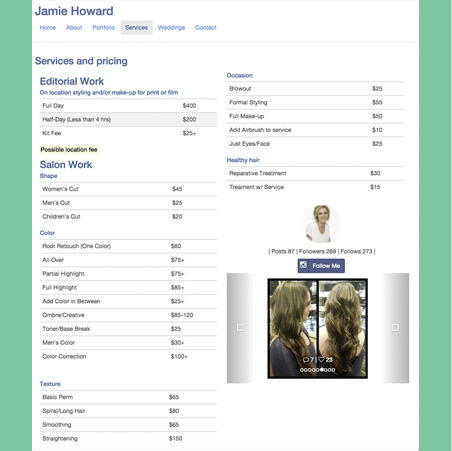 Jamie Howard
Home About Portfolio Services Weddings Contact
Services and pricing
Editorial Work
On location styling and/or make-up for print or film
Full Day $400
Half-Day (Less than 4 hrs) $200
Kit Fee $25+
Possible location fee
Salon Work
Shape
Women's Cut $45
Men's Cut $25
Children's Cut $20
Color
Root Retouch (One Color) $60
All-Over $75+
Partial Highlight $75+
Full Highlight $85+
Add Color in Between $25+
Ombre/Creative $85-120
Toner/Base Break $25
Men's Color $30+
Color Correction $100+
Texture
Basic Perm $65
Spiral/Long Hair $80
Smoothing $65
Straightening $150
Occasion
Blowout $25
Formal Styling $55
Full Make-up $50
Add Airbrush to service $10
Just Eyes/Face $25
Healthy hair
Reparative Treatment $30
Treament w/ Service $15
| Posts 87 | Followers 269 | Follows 273 |
Follow Me
7 | 23